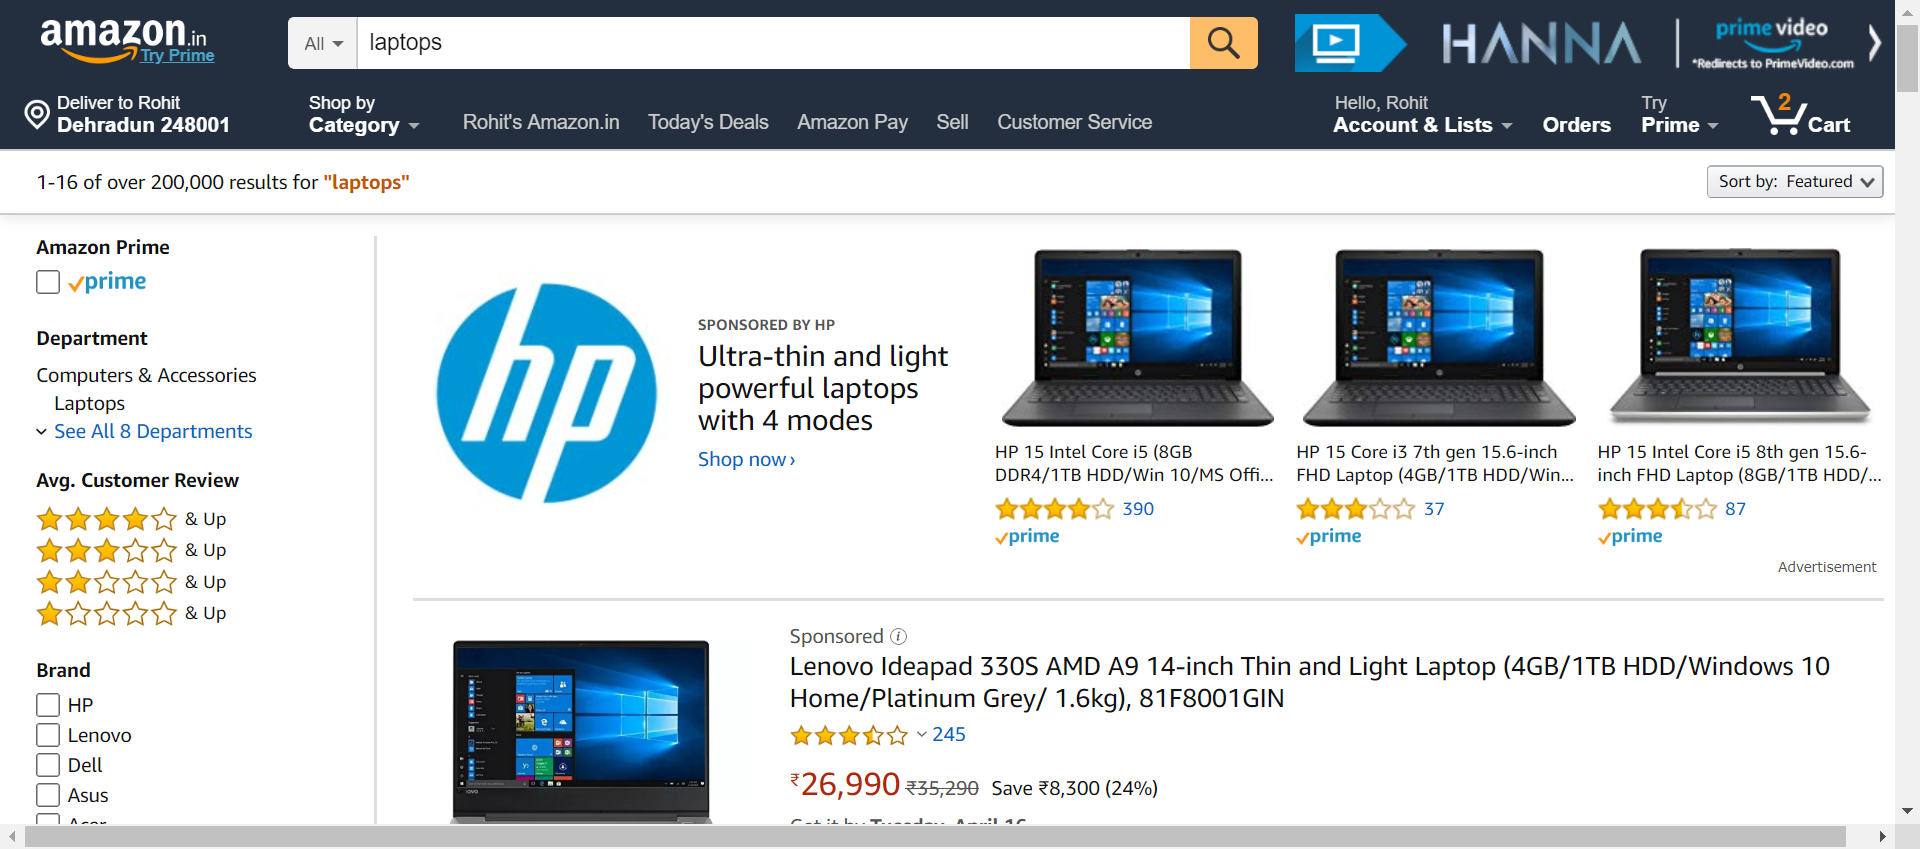 amazon.in
Try Prime
All
laptops
HANNA
prime video
*Redirects to PrimeVideo.com
Deliver to Rohit
Dehradun 248001
Shop by
Category
Rohit's Amazon.in
Today's Deals
Amazon Pay
Sell
Customer Service
Hello, Rohit
Account & Lists
Orders
Try
Prime
2
Cart
1-16 of over 200,000 results for "laptops"
Sort by: Featured
Amazon Prime
prime
Department
Computers & Accessories
Laptops
See All 8 Departments
Avg. Customer Review
& Up
& Up
& Up
& Up
Brand
HP
Lenovo
Dell
Asus
Acer
hp
SPONSORED BY HP
Ultra-thin and light
powerful laptops
with 4 modes
Shop now ›
HP 15 Intel Core i5 (8GB
DDR4/1TB HDD/Win 10/MS Offi...
390
prime
HP 15 Core i3 7th gen 15.6-inch
FHD Laptop (4GB/1TB HDD/Win...
37
prime
HP 15 Intel Core i5 8th gen 15.6-
inch FHD Laptop (8GB/1TB HDD/...
87
prime
Advertisement
Sponsored
Lenovo Ideapad 330S AMD A9 14-inch Thin and Light Laptop (4GB/1TB HDD/Windows 10
Home/Platinum Grey/ 1.6kg), 81F8001GIN
245
₹26,990 ₹35,290 Save ₹8,300 (24%)
Get it by Tuesday, April 16